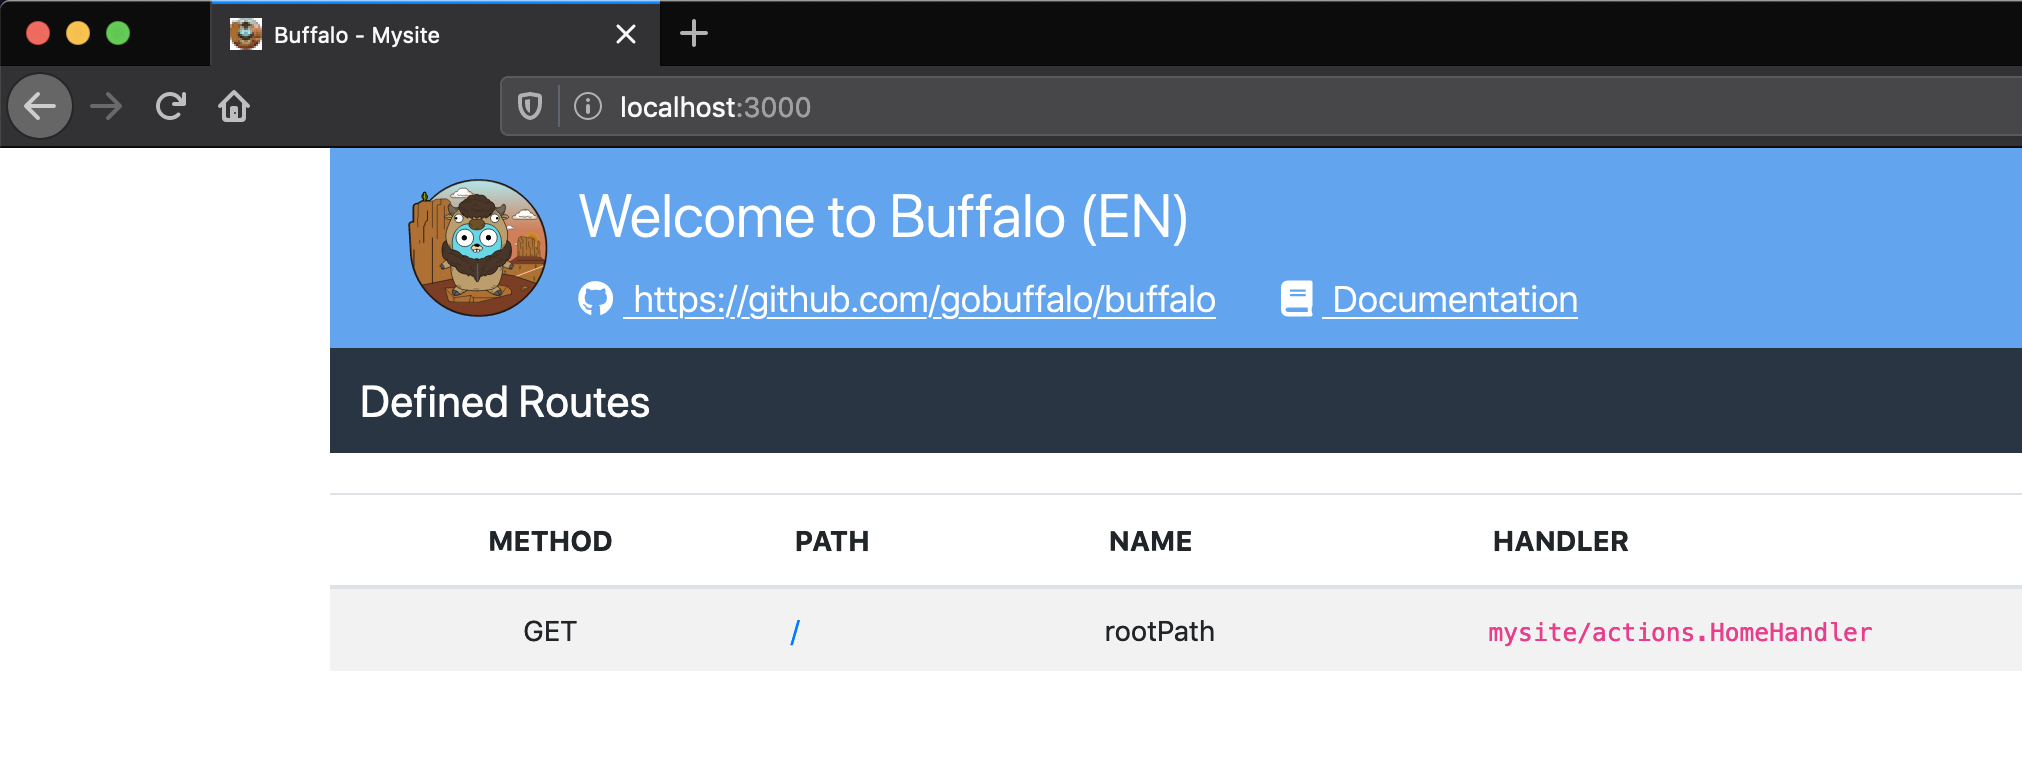 Buffalo - Mysite
localhost:3000
Welcome to Buffalo (EN)
https://github.com/gobuffalo/buffalo Documentation
Defined Routes
METHOD PATH NAME HANDLER
GET / rootPath mysite/actions.HomeHandler